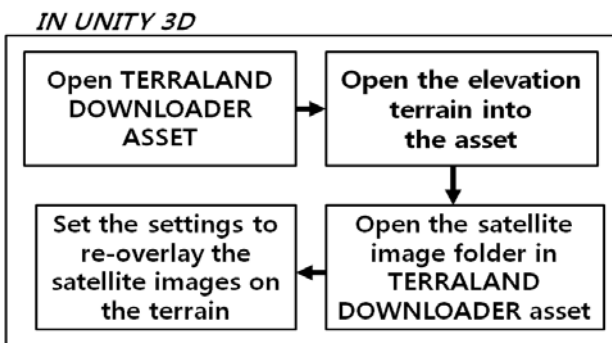 IN UNITY 3D
Open TERRALAND
DOWNLOADER
ASSET
Open the elevation
terrain into
the asset
Open the satellite
image folder in
TERRALAND
DOWNLOADER asset
Set the settings to
re-overlay the
satellite images on
the terrain